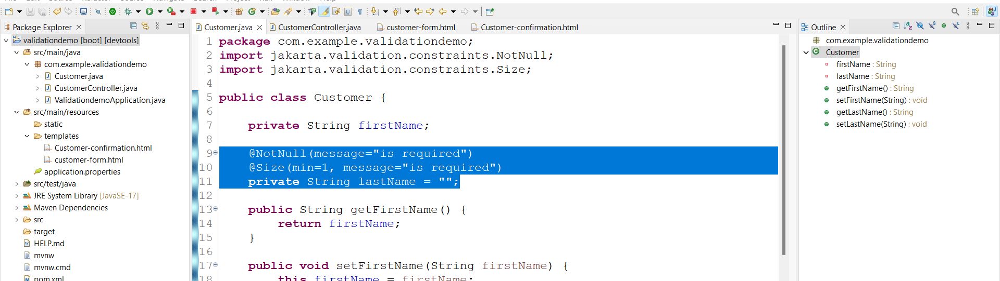 Package Explorer
validationdemo [boot] [devtools]
src/main/java
com.example.validationdemo
Customer.java
CustomerController.java
ValidationdemoApplication.java
src/main/resources
static
templates
Customer-confirmation.html
customer-form.html
application.properties
src/test/java
JRE System Library [JavaSE-17]
Maven Dependencies
src
target
HELP.md
mvnw
mvnw.cmd
pom.xml
Customer.java CustomerController.java customer-form.html Customer-confirmation.html
1 package com.example.validationdemo;
2 import jakarta.validation.constraints.NotNull;
3 import jakarta.validation.constraints.Size;
4
5 public class Customer {
6
7 private String firstName;
8
9 @NotNull(message="is required")
10 @Size(min=1, message="is required")
11 private String lastName = "";
12
13 public String getFirstName() {
14 return firstName;
15 }
16
17 public void setFirstName(String firstName) {
18 this firstName = firstName;
Outline
com.example.validationdemo
Customer
firstName : String
lastName : String
getFirstName() : String
setFirstName(String) : void
getLastName() : String
setLastName(String) : void